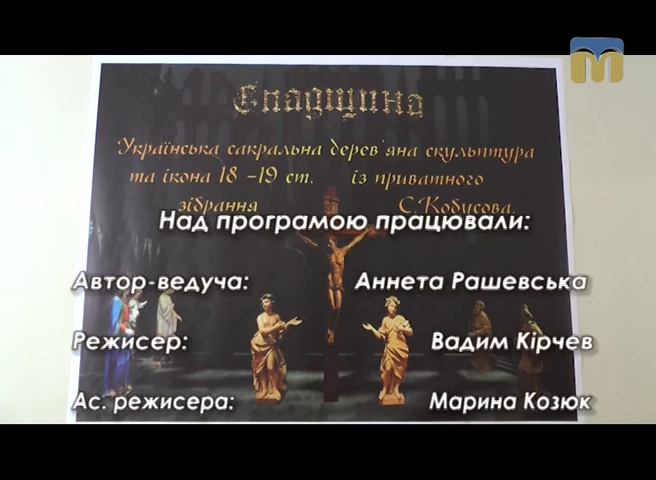 Спадщина
Українська сакральна дерев'яна скульптура
та ікона 18 -19 ст. із приватного
зібрання С. Кобусова.
Над програмою працювали:
Автор-ведуча: Аннета Рашевська
Режисер: Вадим Кірчев
Ас. режисера: Марина Козюк